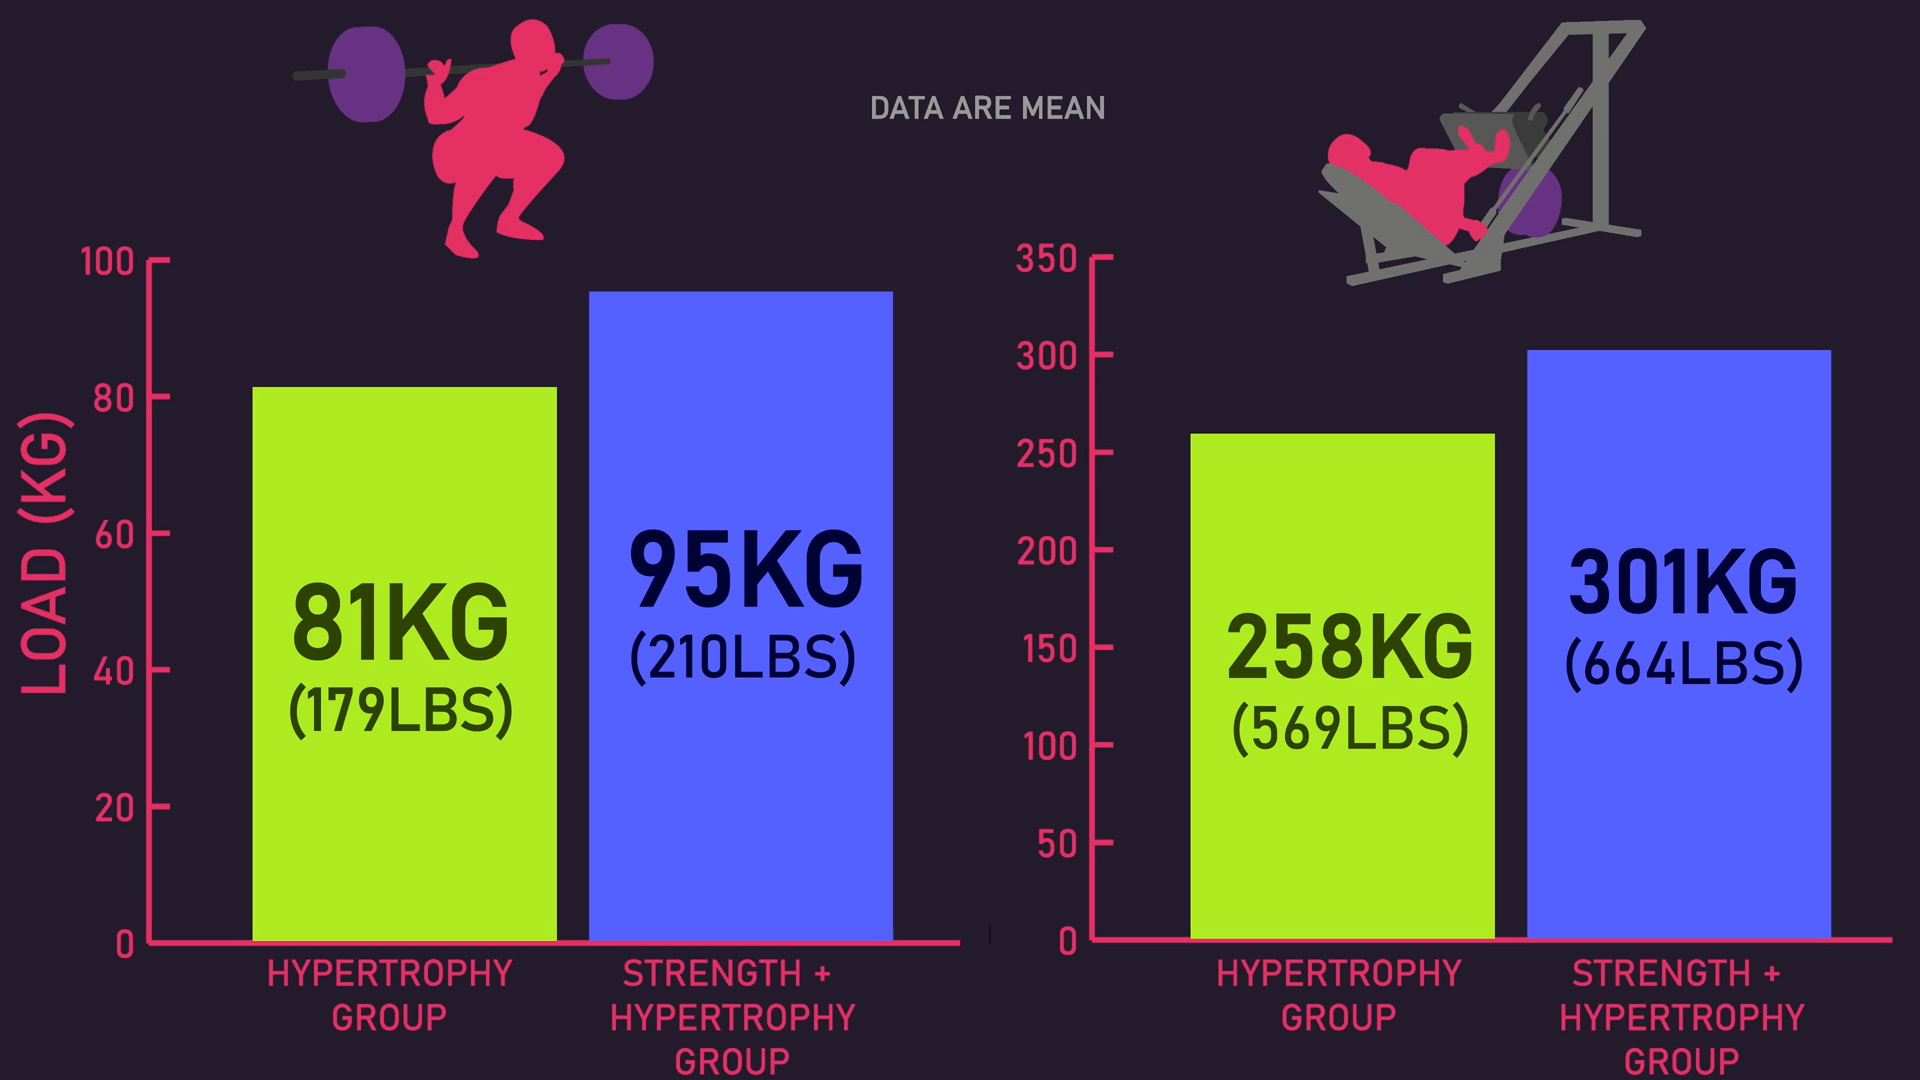 DATA ARE MEAN
LOAD (KG)
100
80
60
40
20
0
81KG
(179LBS)
95KG
(210LBS)
HYPERTROPHY
GROUP
STRENGTH +
HYPERTROPHY
GROUP
350
300
250
200
150
100
50
0
258KG
(569LBS)
301KG
(664LBS)
HYPERTROPHY
GROUP
STRENGTH +
HYPERTROPHY
GROUP